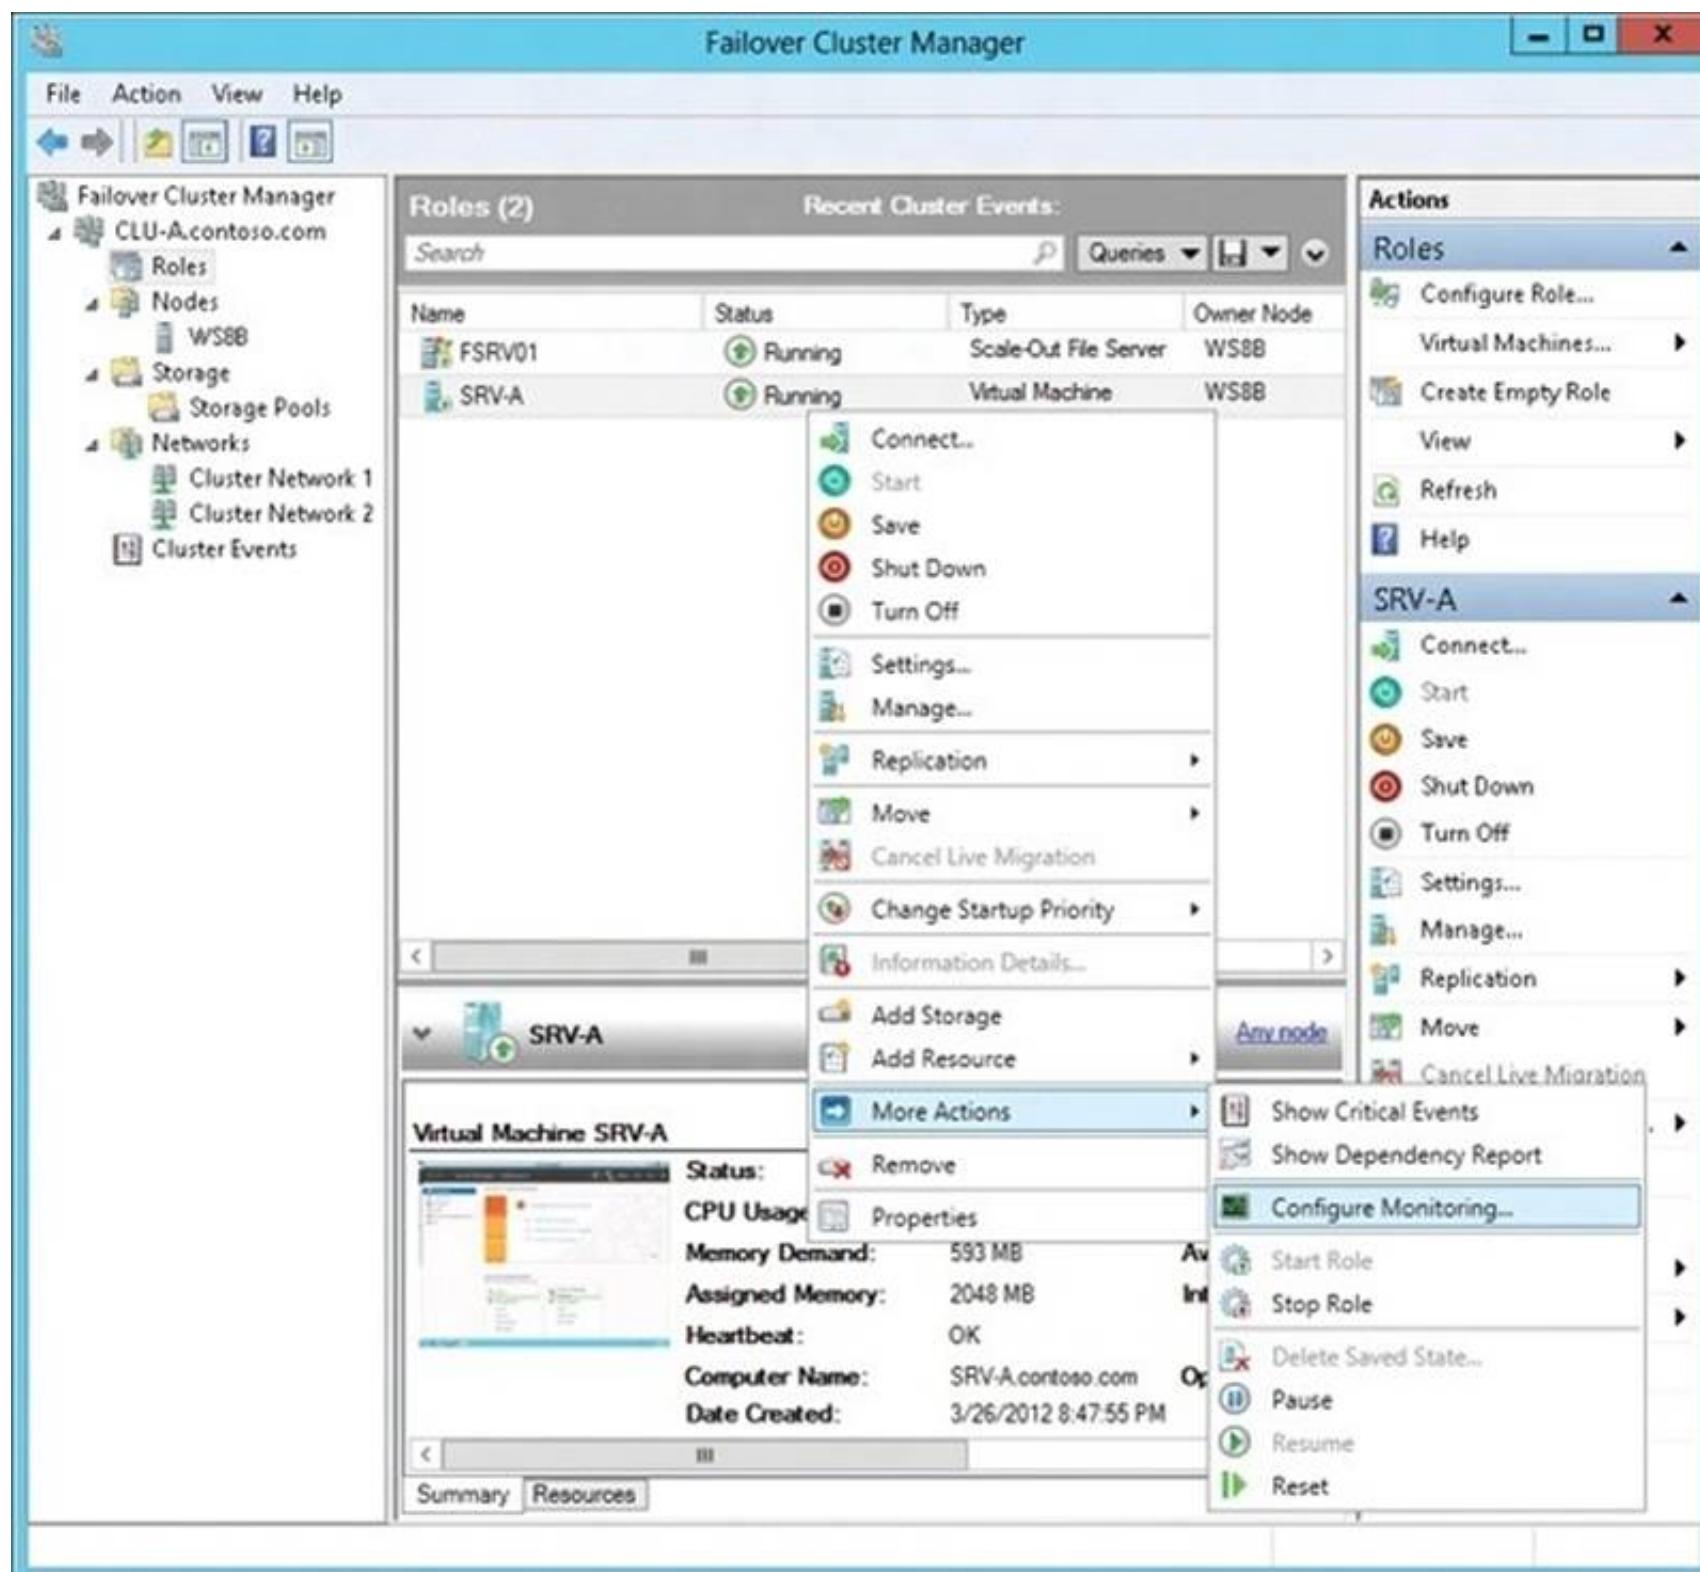 Failover Cluster Manager
File Action View Help
Failover Cluster Manager
CLU-A.contoso.com
Roles
Nodes
WS8B
Storage
Storage Pools
Networks
Cluster Network 1
Cluster Network 2
Cluster Events
Roles (2) Recent Cluster Events:
Search Queries
Name Status Type Owner Node
FSRV01 Running Scale-Out File Server WS8B
SRV-A Running Virtual Machine WS8B
Connect...
Start
Save
Shut Down
Turn Off
Settings...
Manage...
Replication
Move
Cancel Live Migration
Change Startup Priority
Information Details...
Add Storage
Add Resource
More Actions
Remove
Properties
Show Critical Events
Show Dependency Report
Configure Monitoring...
Start Role
Stop Role
Delete Saved State...
Pause
Resume
Reset
SRV-A Any node
Virtual Machine SRV-A
Status:
CPU Usage
Memory Demand: 593 MB Av
Assigned Memory: 2048 MB Int
Heartbeat: OK
Computer Name: SRV-A.contoso.com Op
Date Created: 3/26/2012 8:47:55 PM
Summary Resources
Actions
Roles
Configure Role...
Virtual Machines...
Create Empty Role
View
Refresh
Help
SRV-A
Connect...
Start
Save
Shut Down
Turn Off
Settings...
Manage...
Replication
Move
Cancel Live Migration